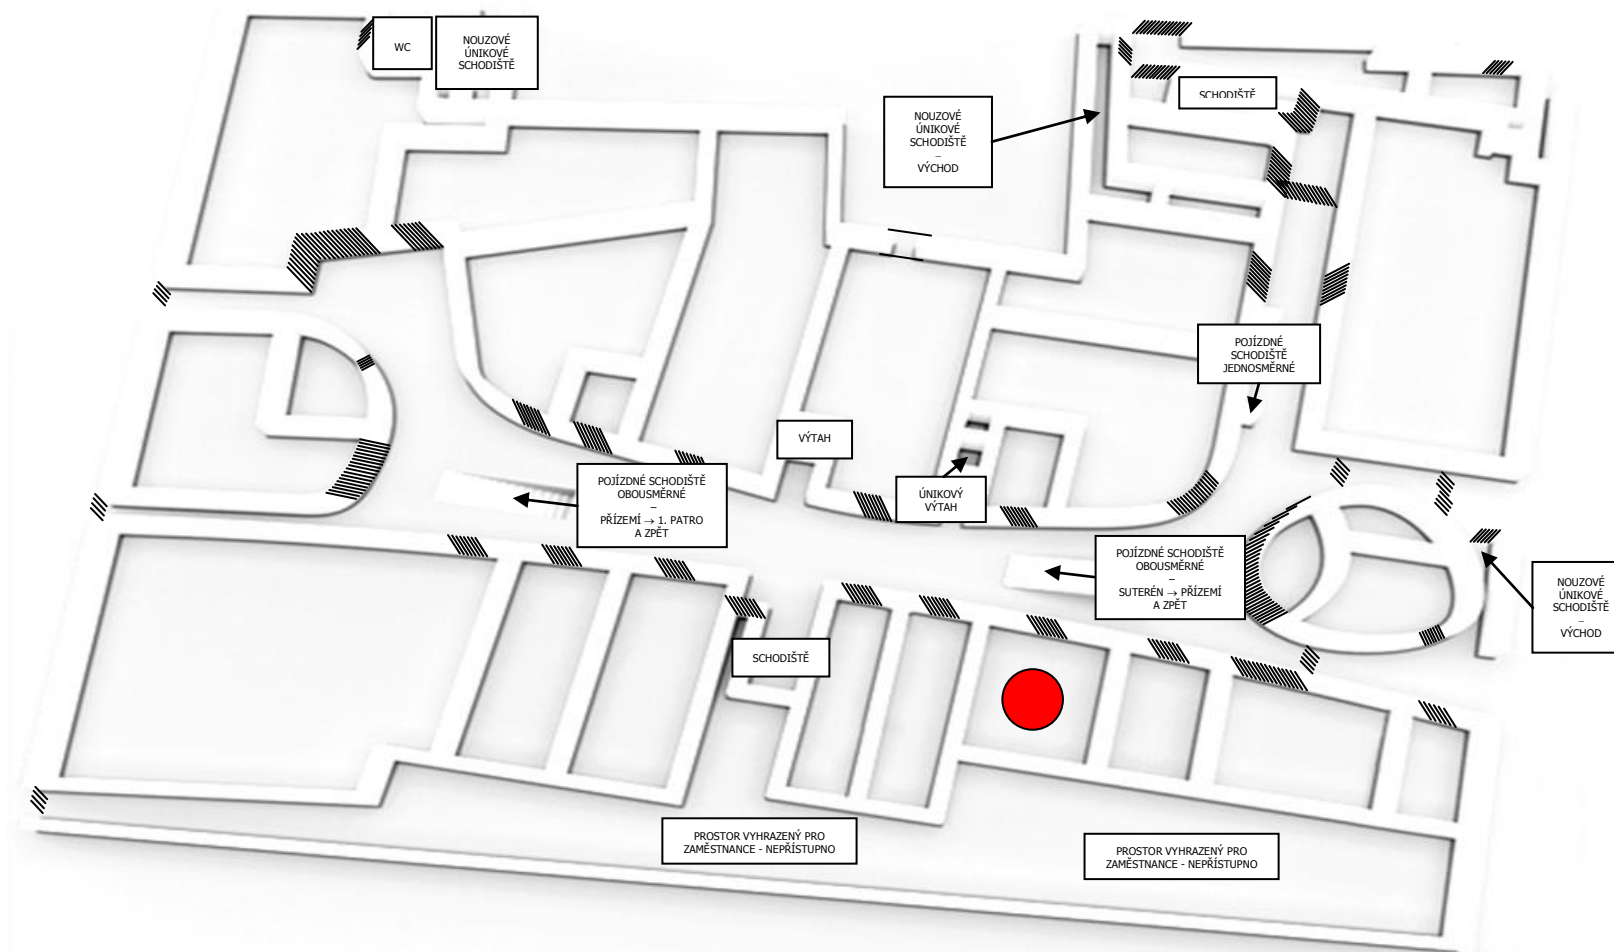 WC
NOUZOVÉ
ÚNIKOVÉ
SCHODIŠTĚ
SCHODIŠTĚ
NOUZOVÉ
ÚNIKOVÉ
SCHODIŠTĚ
–
VÝCHOD
POJÍZDNÉ
SCHODIŠTĚ
JEDNOSMĚRNÉ
VÝTAH
POJÍZDNÉ SCHODIŠTĚ
OBOUSMĚRNÉ
–
PŘÍZEMÍ → 1. PATRO
A ZPĚT
ÚNIKOVÝ
VÝTAH
POJÍZDNÉ SCHODIŠTĚ
OBOUSMĚRNÉ
–
SUTERÉN → PŘÍZEMÍ
A ZPĚT
NOUZOVÉ
ÚNIKOVÉ
SCHODIŠTĚ
–
VÝCHOD
SCHODIŠTĚ
PROSTOR VYHRAZENÝ PRO
ZAMĚSTNANCE - NEPŘÍSTUPNO
PROSTOR VYHRAZENÝ PRO
ZAMĚSTNANCE - NEPŘÍSTUPNO